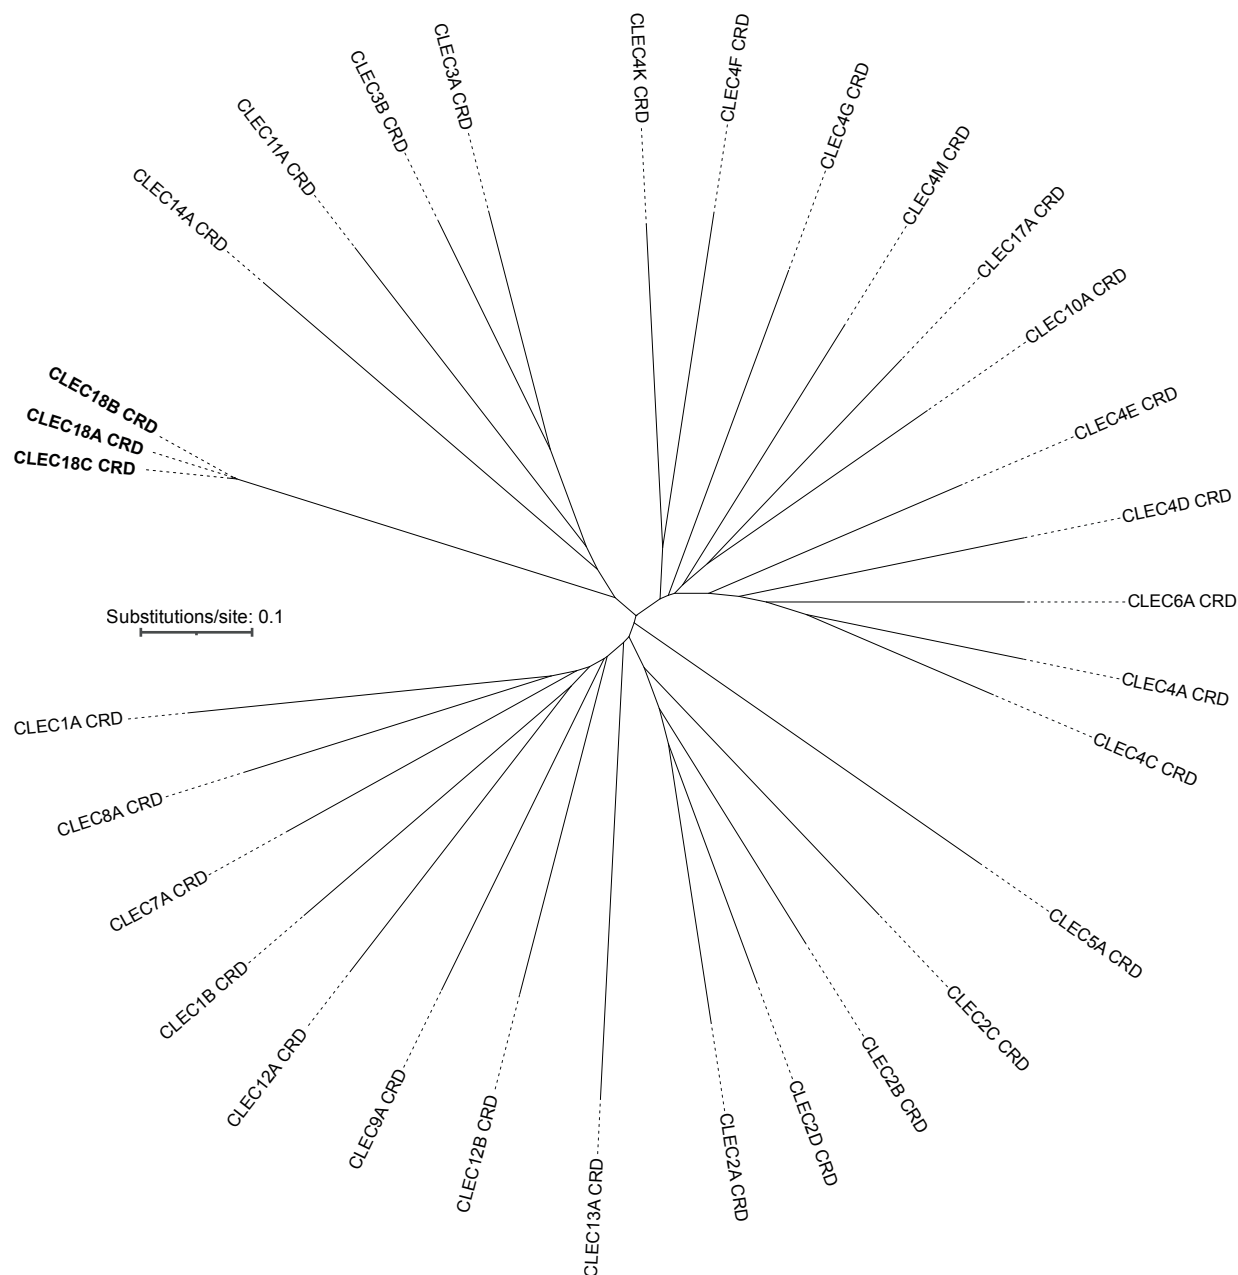 CLEC4K CRD
CLEC4F CRD
CLEC4G CRD
CLEC4M CRD
CLEC17A CRD
CLEC10A CRD
CLEC4E CRD
CLEC4D CRD
CLEC6A CRD
CLEC4A CRD
CLEC4C CRD
CLEC5A CRD
CLEC2C CRD
CLEC2B CRD
CLEC2D CRD
CLEC2A CRD
CLEC13A CRD
CLEC12B CRD
CLEC9A CRD
CLEC12A CRD
CLEC1B CRD
CLEC7A CRD
CLEC8A CRD
CLEC1A CRD
Substitutions/site: 0.1
CLEC18C CRD
CLEC18A CRD
CLEC18B CRD
CLEC14A CRD
CLEC11A CRD
CLEC3B CRD
CLEC3A CRD